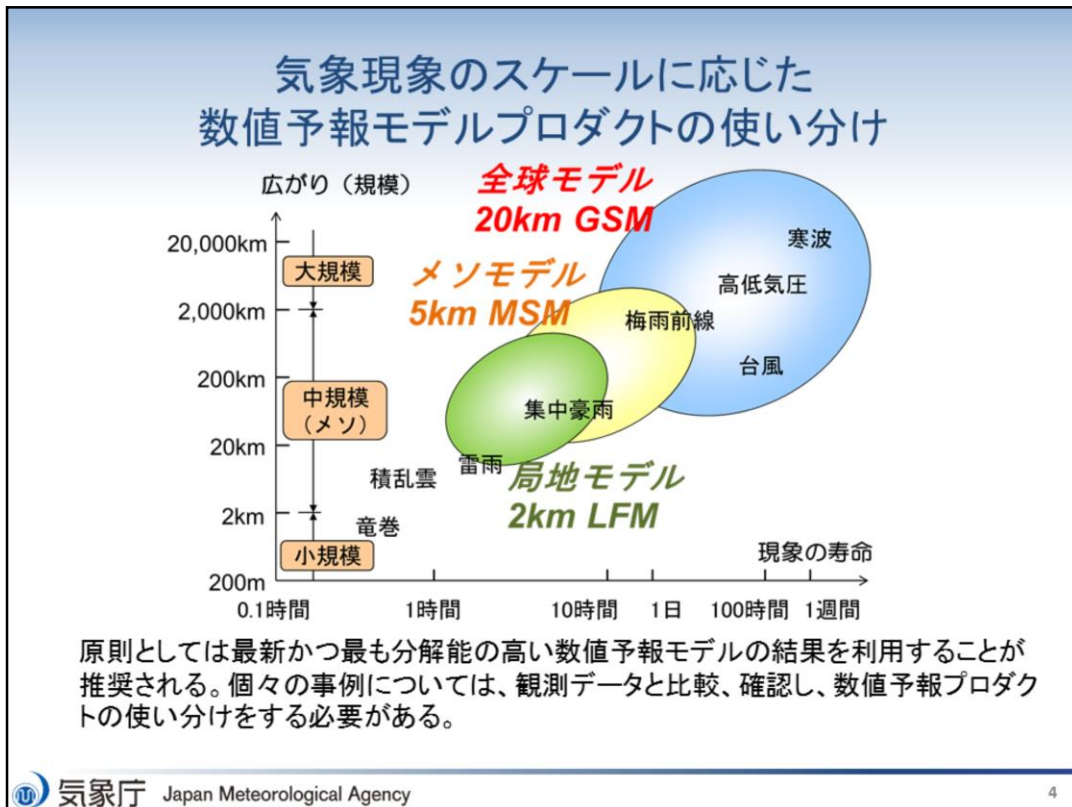 気象現象のスケールに応じた
数値予報モデルプロダクトの使い分け
広がり（規模）
全球モデル
20km GSM
20,000km
寒波
大規模
メソモデル
高低気圧
2,000km
5km MSM
梅雨前線
台風
200km
中規模
（メソ）
集中豪雨
20km
雷雨
積乱雲
局地モデル
2km LFM
2km
竜巻
小規模
現象の寿命
200m
0.1時間
1時間
10時間
1日
100時間
1週間
原則としては最新かつ最も分解能の高い数値予報モデルの結果を利用することが
推奨される。個々の事例については、観測データと比較、確認し、数値予報プロダク
トの使い分けをする必要がある。
気象庁 Japan Meteorological Agency
4